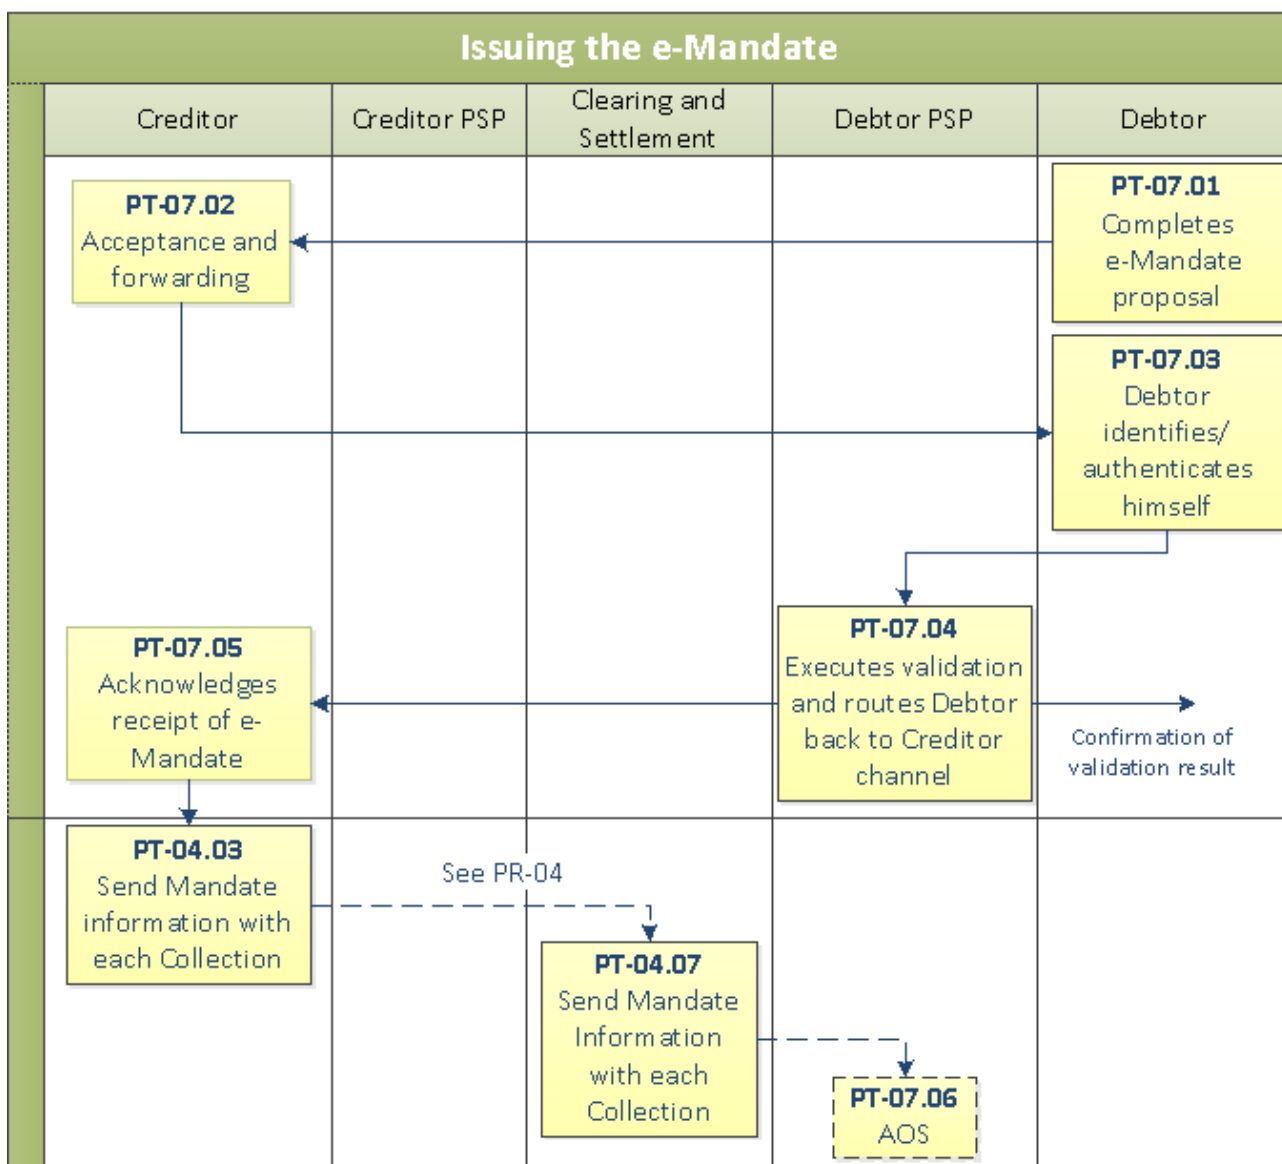 Issuing the e-Mandate
Creditor
Creditor PSP
Clearing and
Settlement
Debtor PSP
Debtor
PT-07.01
Completes
e-Mandate
proposal
PT-07.02
Acceptance and
forwarding
PT-07.03
Debtor
identifies/
authenticates
himself
PT-07.04
Executes validation
and routes Debtor
back to Creditor
channel
Confirmation of
validation result
PT-07.05
Acknowledges
receipt of e-
Mandate
PT-04.03
Send Mandate
information with
each Collection
See PR-04
PT-04.07
Send Mandate
Information
with each
Collection
PT-07.06
AOS